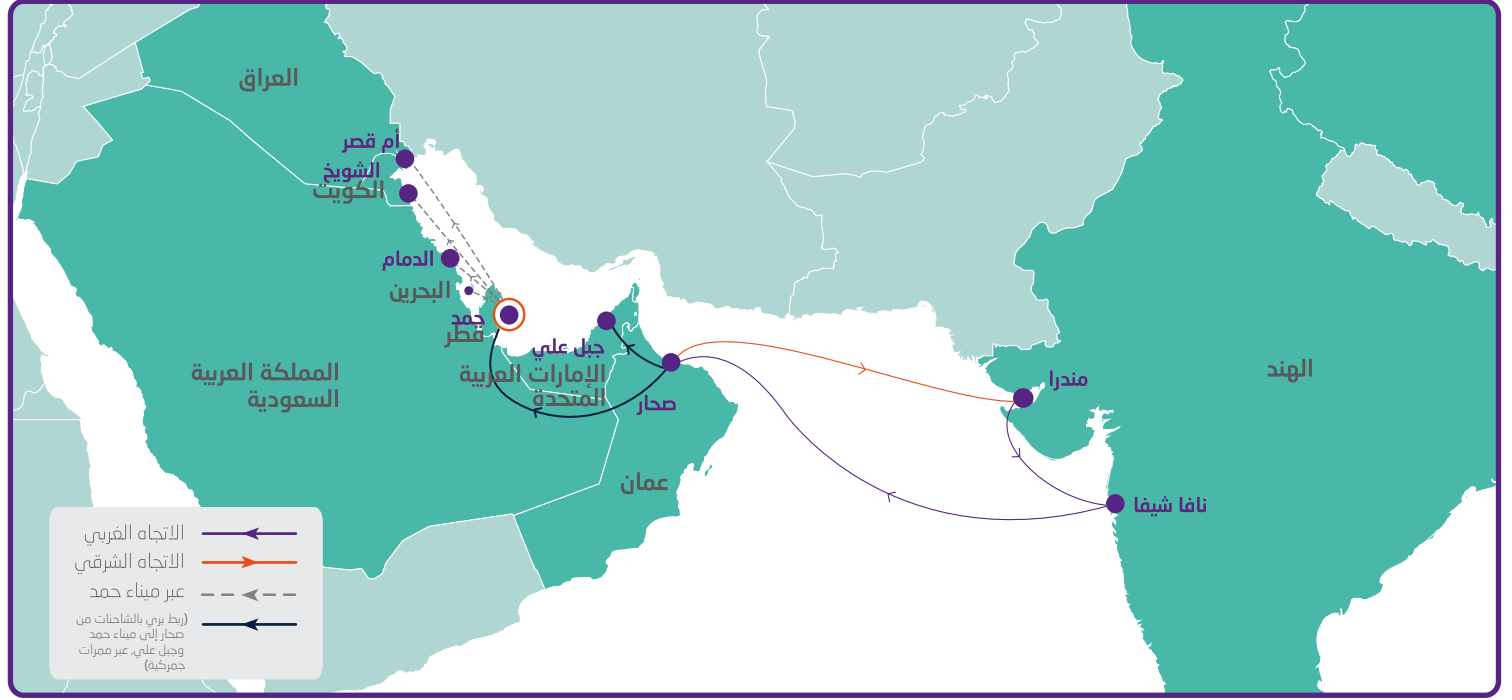 العراق
أم قصر
الشويخ
الكويت
الدمام
البحرين
حمد
قطر
جبل علي
الإمارات العربية
المتحدة
المملكة العربية
السعودية
صحار
عمان
مندرا
الهند
نافا شيفا
الاتجاه الغربي
الاتجاه الشرقي
عبر ميناء حمد
(ربط بري بالشاحنات من
صحار إلى ميناء حمد
وجبل علي، عبر ممرات
جمركية)